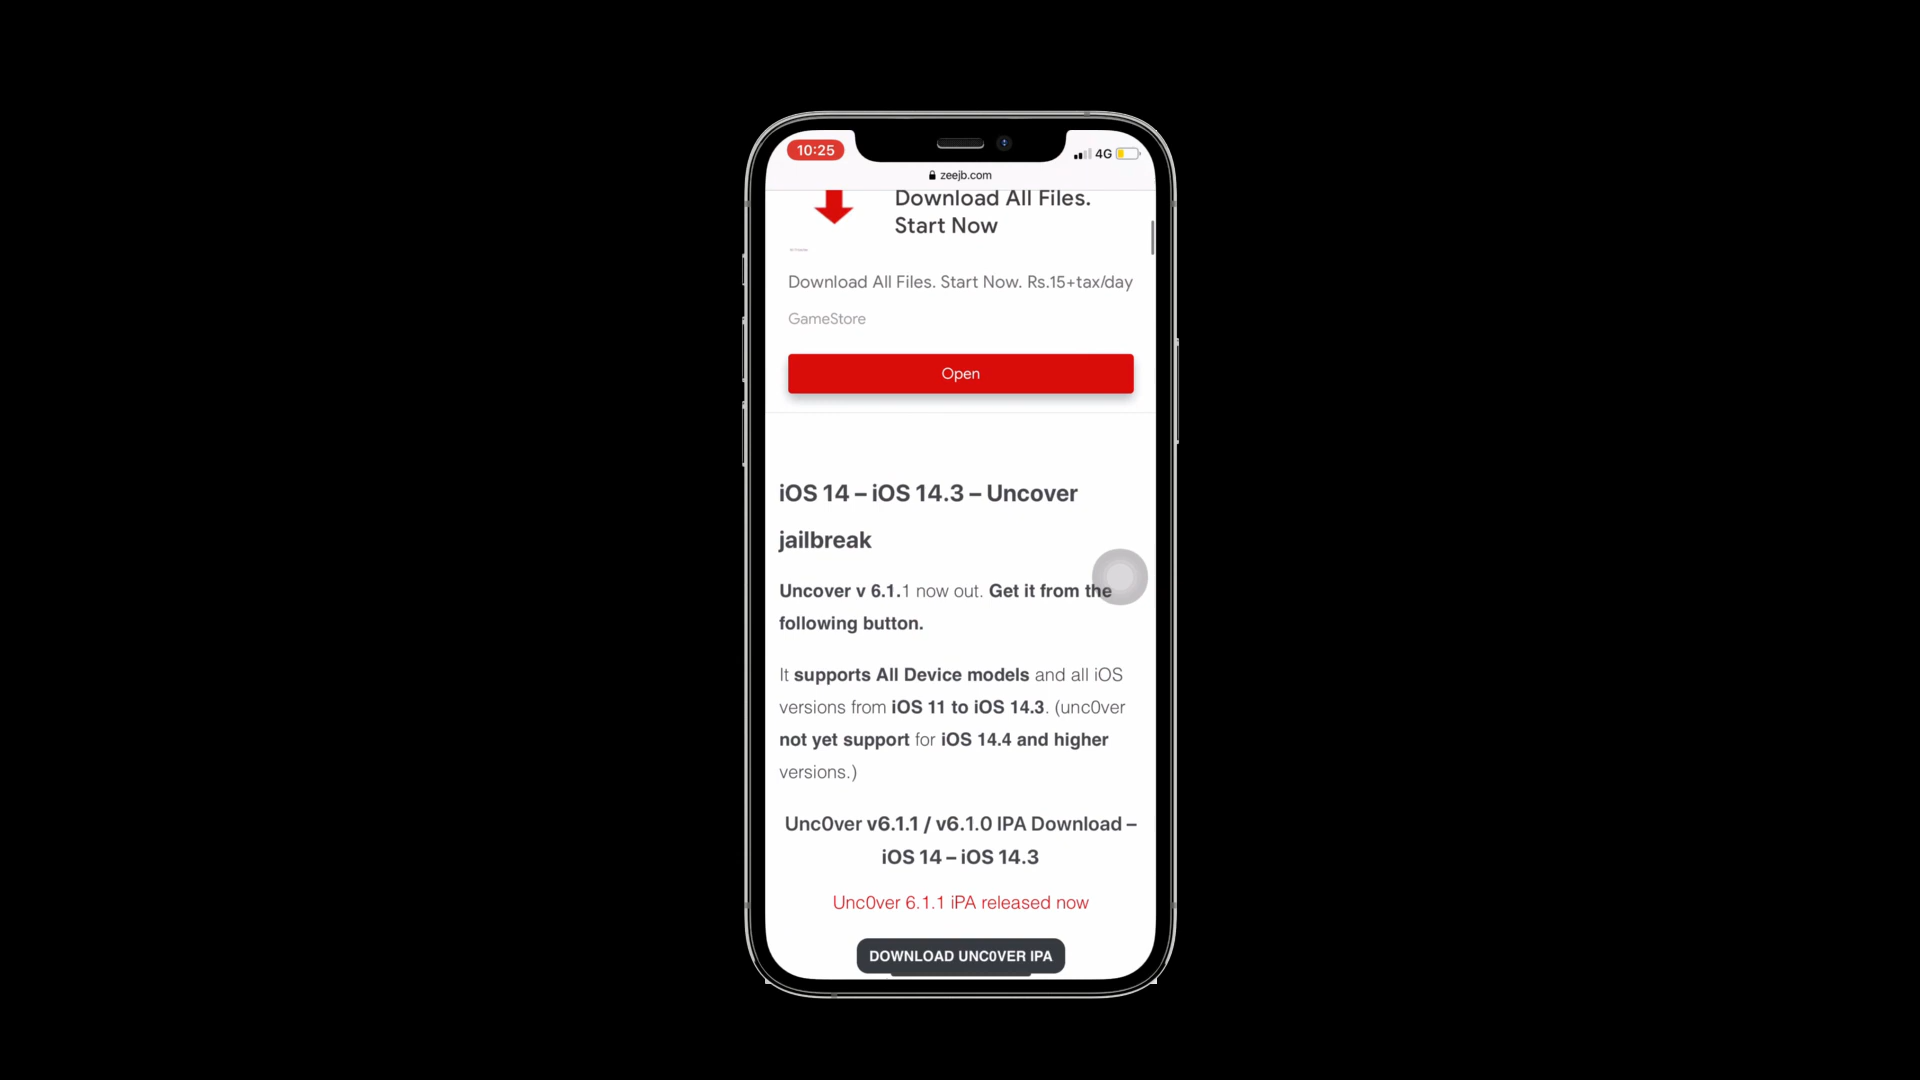 10:25
4G
zeejb.com
Download All Files.
Start Now
Download All Files. Start Now. Rs.15+tax/day
GameStore
Open
iOS 14 – iOS 14.3 – Uncover
jailbreak
Uncover v 6.1.1 now out. Get it from the
following button.
It supports All Device models and all iOS
versions from iOS 11 to iOS 14.3. (unc0ver
not yet support for iOS 14.4 and higher
versions.)
Unc0ver v6.1.1 / v6.1.0 IPA Download –
iOS 14 – iOS 14.3
Unc0ver 6.1.1 iPA released now
DOWNLOAD UNC0VER IPA